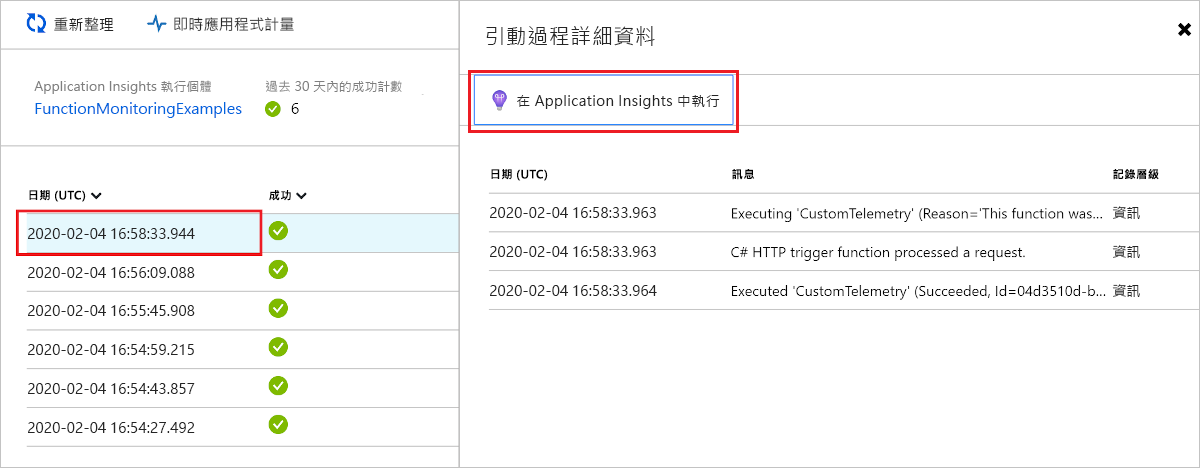 重新整理 即時應用程式計量
Application Insights 執行個體 過去 30 天內的成功計數
FunctionMonitoringExamples 6
日期 (UTC) 成功
2020-02-04 16:58:33.944
2020-02-04 16:56:09.088
2020-02-04 16:55:45.908
2020-02-04 16:54:59.215
2020-02-04 16:54:43.857
2020-02-04 16:54:27.492
引動過程詳細資料
在 Application Insights 中執行
日期 (UTC) 訊息 記錄層級
2020-02-04 16:58:33.963 Executing 'CustomTelemetry' (Reason='This function was... 資訊
2020-02-04 16:58:33.963 C# HTTP trigger function processed a request. 資訊
2020-02-04 16:58:33.964 Executed 'CustomTelemetry' (Succeeded, Id=04d3510d-b... 資訊